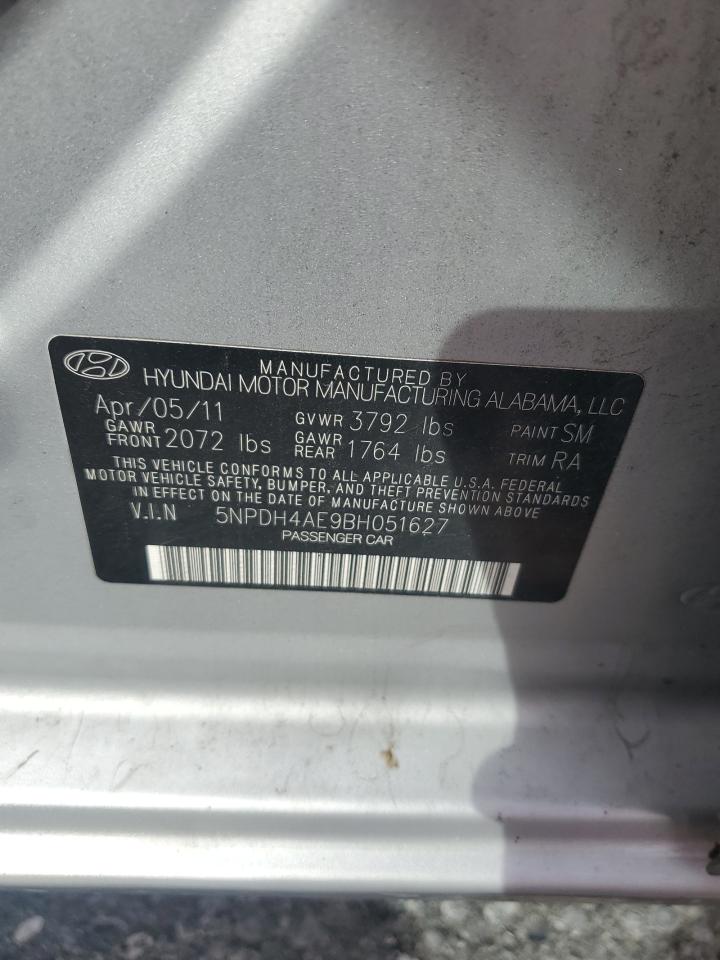 MANUFACTURED BY
HYUNDAI MOTOR MANUFACTURING ALABAMA, LLC
Apr/05/11 GVWR 3792 lbs PAINT SM
GAWR FRONT 2072 lbs GAWR REAR 1764 lbs TRIM RA
THIS VEHICLE CONFORMS TO ALL APPLICABLE U.S.A. FEDERAL
MOTOR VEHICLE SAFETY, BUMPER, AND THEFT PREVENTION STANDARDS
IN EFFECT ON THE DATE OF MANUFACTURE SHOWN ABOVE
V.I.N 5NPDH4AE9BH051627
PASSENGER CAR